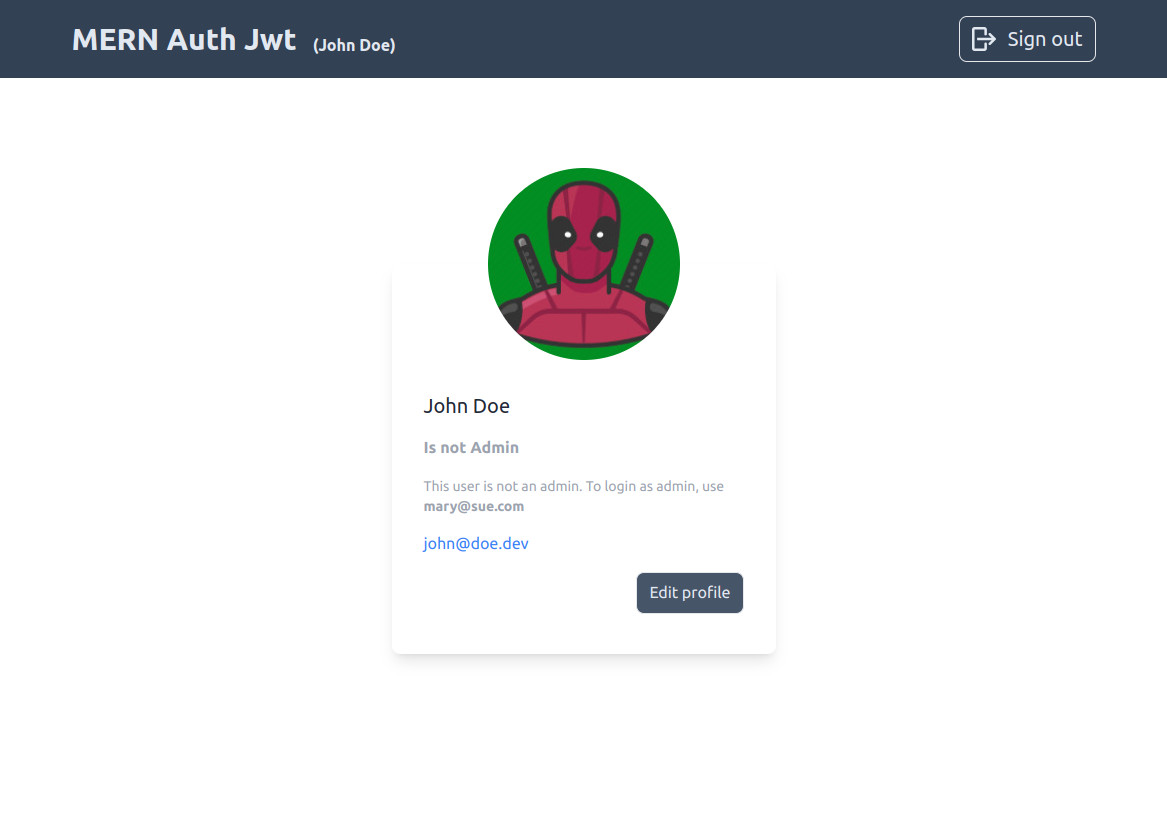 MERN Auth Jwt (John Doe)
Sign out
John Doe
Is not Admin
This user is not an admin. To login as admin, use
mary@sue.com
john@doe.dev
Edit profile